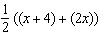 1/2 ((x + 4) + (2x))